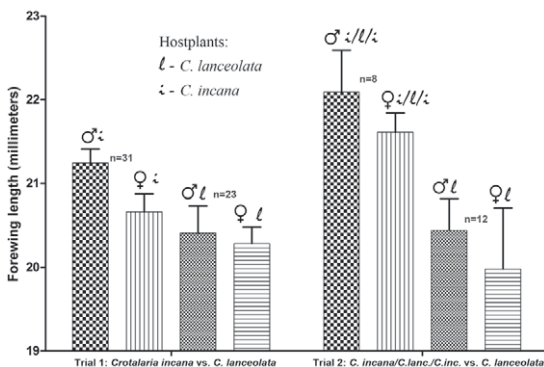 23
22
21
20
19
Forewing length (millimeters)
Hostplants:
l - C. lanceolata
i - C. incana
♂i
n=31
♀i
♂l
n=23
♀l
♂i/l/i
n=8
♀i/l/i
♂l
n=12
♀l
Trial 1: Crotalaria incana vs. C. lanceolata
Trial 2: C. incana/C.lanc./C.inc. vs. C. lanceolata